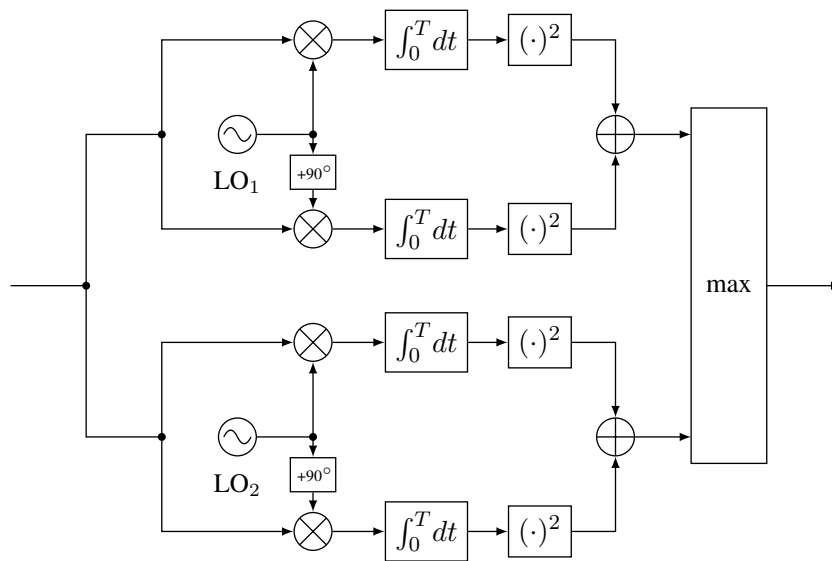 ∫₀ᵀ dt (·)²
LO₁
+90°
∫₀ᵀ dt (·)²
max
∫₀ᵀ dt (·)²
LO₂
+90°
∫₀ᵀ dt (·)²